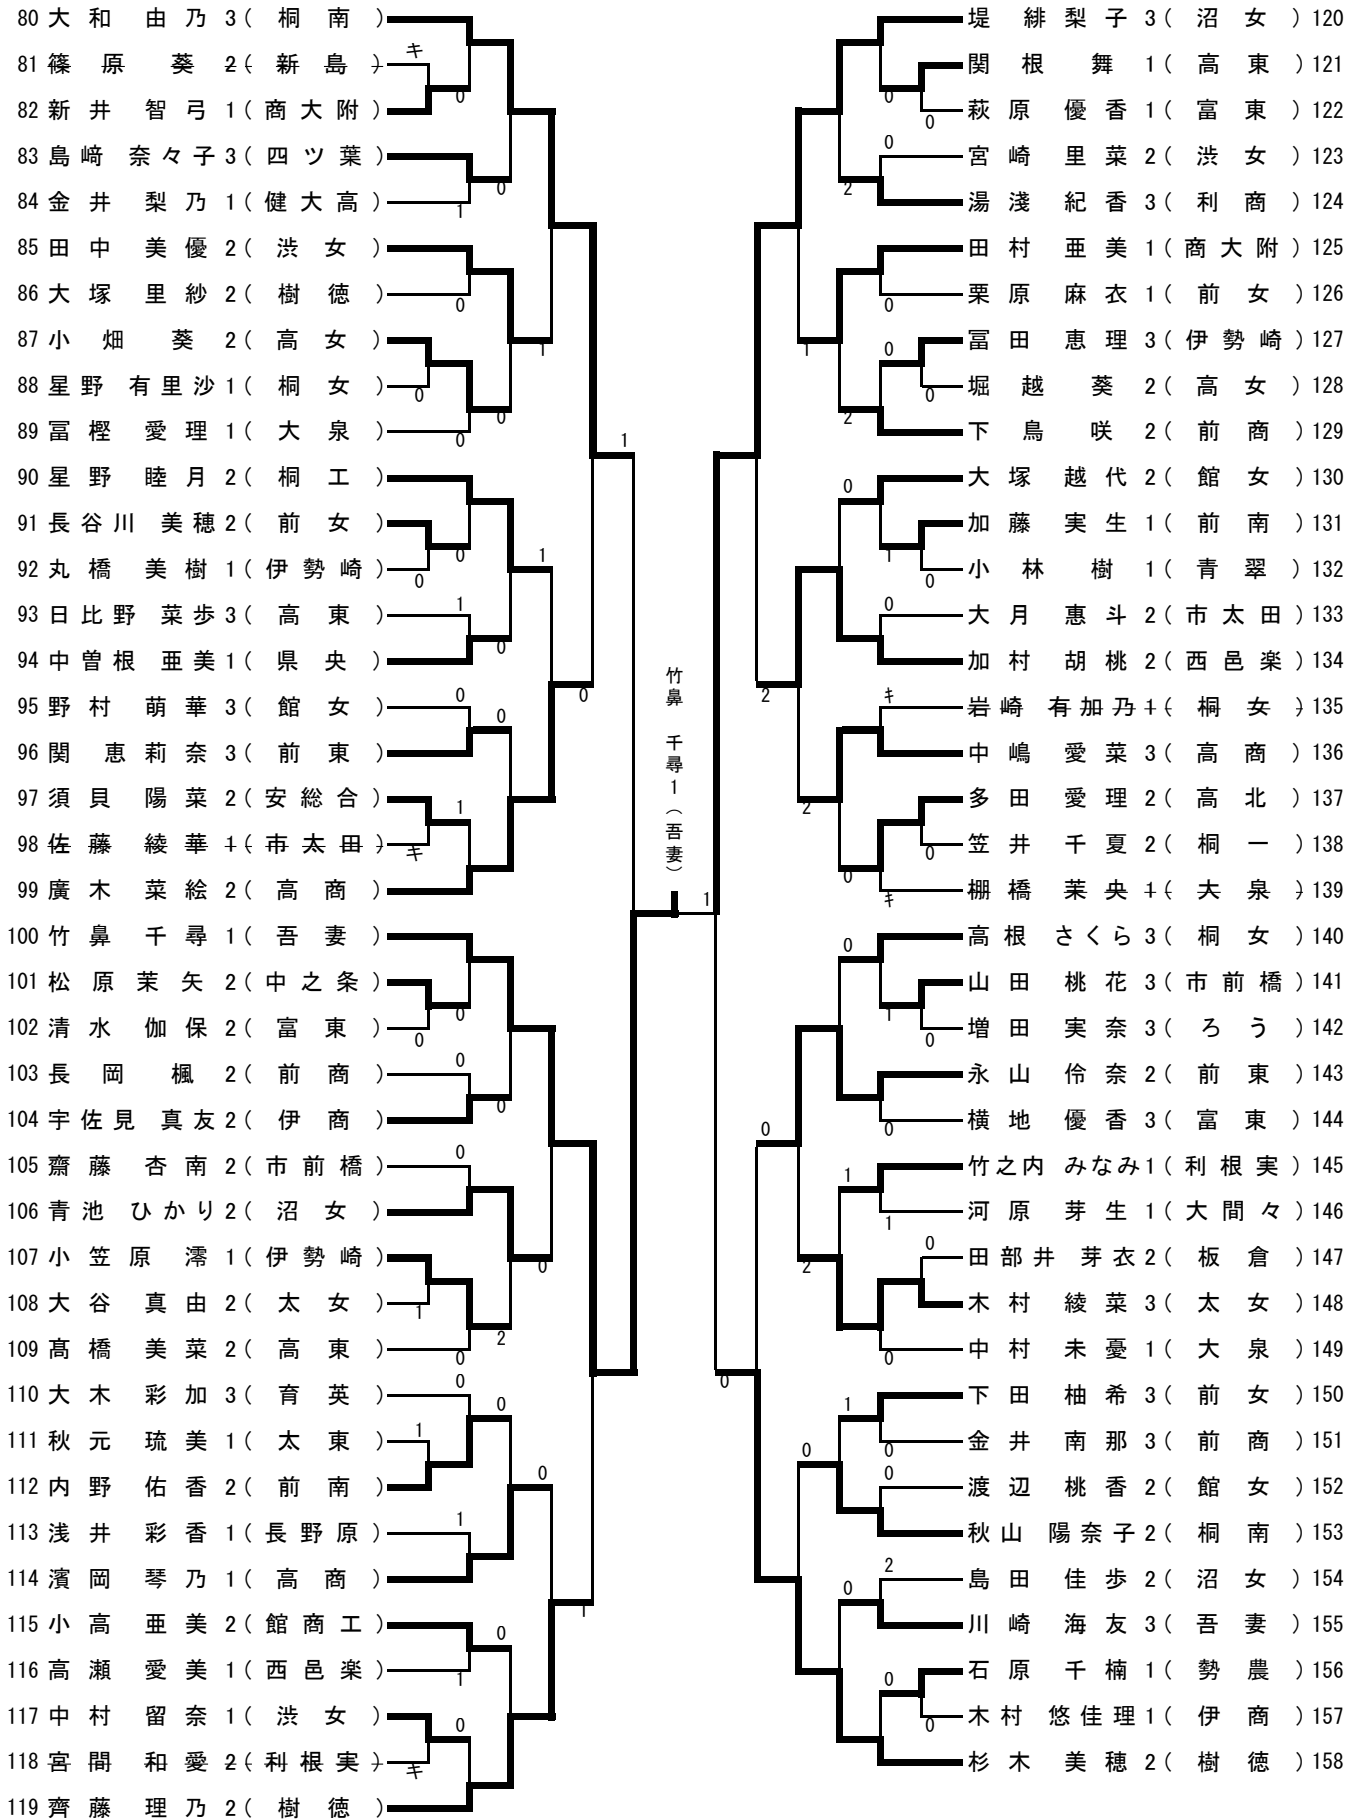 80 大和 由乃 3 ( 桐南 )
81 篠原 葵 2 ( 新島 ) キ
0
82 新井 智弓 1 ( 商大附 )
83 島﨑 奈々子 3 ( 四ツ葉 )
0
84 金井 梨乃 1 ( 健大高 ) 1
85 田中 美優 2 ( 渋女 )
86 大塚 里紗 2 ( 樹徳 ) 0
87 小畑 葵 2 ( 高女 ) 1
88 星野 有里沙 1 ( 桐女 ) 0
0
89 冨樫 愛理 1 ( 大泉 ) 0
1
90 星野 睦月 2 ( 桐工 )
91 長谷川 美穂 2 ( 前女 )
0 1
92 丸橋 美樹 1 ( 伊勢崎 ) 0
93 日比野 菜歩 3 ( 高東 ) 1
0
94 中曽根 亜美 1 ( 県央 )
95 野村 萌華 3 ( 館女 ) 0
0 0
96 関 恵莉奈 3 ( 前東 )
97 須貝 陽菜 2 ( 安総合 )
1
98 佐藤 綾華 1 ( 市太田 ) キ
99 廣木 菜絵 2 ( 高商 )
100 竹鼻 千尋 1 ( 吾妻 )
101 松原 茉矢 2 ( 中之条 )
0
102 清水 伽保 2 ( 富東 ) 0
103 長岡 楓 2 ( 前商 ) 0
0
104 宇佐見 真友 2 ( 伊商 )
105 齋藤 杏南 2 ( 市前橋 ) 0
106 青池 ひかり 2 ( 沼女 )
107 小笠原 澪 1 ( 伊勢崎 ) 0
108 大谷 真由 2 ( 太女 ) 1
2
109 髙橋 美菜 2 ( 高東 ) 0
110 大木 彩加 3 ( 育英 ) 0
0
111 秋元 琉美 1 ( 太東 ) 1
112 内野 佑香 2 ( 前南 ) 0
113 浅井 彩香 1 ( 長野原 ) 1
114 濱岡 琴乃 1 ( 高商 )
1
115 小高 亜美 2 ( 館商工 )
0
116 高瀬 愛美 1 ( 西邑楽 ) 1
117 中村 留奈 1 ( 渋女 )
0
118 宮間 和愛 2 ( 利根実 ) キ
119 齊藤 理乃 2 ( 樹徳 )
竹鼻 千尋 1 (吾妻)
1
堤 緋梨子 3 ( 沼女 ) 120
関根 舞 1 ( 高東 ) 121
0
0 萩原 優香 1 ( 富東 ) 122
0 宮崎 里菜 2 ( 渋女 ) 123
2
湯淺 紀香 3 ( 利商 ) 124
田村 亜美 1 ( 商大附 ) 125
0 栗原 麻衣 1 ( 前女 ) 126
1
冨田 恵理 3 ( 伊勢崎 ) 127
0
0 堀越 葵 2 ( 高女 ) 128
2
下鳥 咲 2 ( 前商 ) 129
大塚 越代 2 ( 館女 ) 130
0
加藤 実生 1 ( 前南 ) 131
1
0 小林 樹 1 ( 青翠 ) 132
0 大月 惠斗 2 ( 市太田 ) 133
加村 胡桃 2 ( 西邑楽 ) 134
2
キ 岩崎 有加乃 1 ( 桐女 ) 135
中嶋 愛菜 3 ( 高商 ) 136
2
多田 愛理 2 ( 高北 ) 137
0 笠井 千夏 2 ( 桐一 ) 138
0
キ 棚橋 茉央 1 ( 大泉 ) 139
高根 さくら 3 ( 桐女 ) 140
0
山田 桃花 3 ( 市前橋 ) 141
1
0 増田 実奈 3 ( ろう ) 142
永山 伶奈 2 ( 前東 ) 143
0 横地 優香 3 ( 富東 ) 144
0
竹之内 みなみ 1 ( 利根実 ) 145
1
1 河原 芽生 1 ( 大間々 ) 146
0 田部井 芽衣 2 ( 板倉 ) 147
2
木村 綾菜 3 ( 太女 ) 148
0 中村 未憂 1 ( 大泉 ) 149
0
下田 柚希 3 ( 前女 ) 150
1
0 金井 南那 3 ( 前商 ) 151
0
0 渡辺 桃香 2 ( 館女 ) 152
秋山 陽奈子 2 ( 桐南 ) 153
2 島田 佳歩 2 ( 沼女 ) 154
0
川崎 海友 3 ( 吾妻 ) 155
石原 千楠 1 ( 勢農 ) 156
0
0 木村 悠佳理 1 ( 伊商 ) 157
杉木 美穂 2 ( 樹徳 ) 158